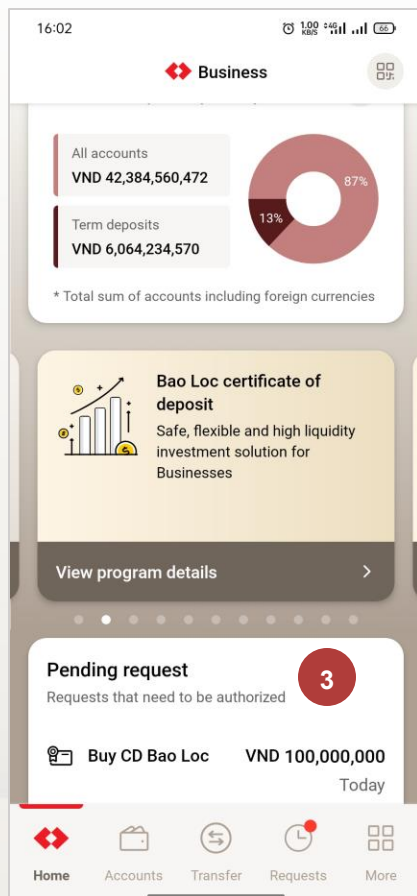 16:02
1.00 KB/S 4G 66
Business
All accounts
VND 42,384,560,472
Term deposits
VND 6,064,234,570
87%
13%
* Total sum of accounts including foreign currencies
Bao Loc certificate of
deposit
Safe, flexible and high liquidity
investment solution for
Businesses
View program details
Pending request
Requests that need to be authorized
3
Buy CD Bao Loc VND 100,000,000
Today
Home Accounts Transfer Requests More